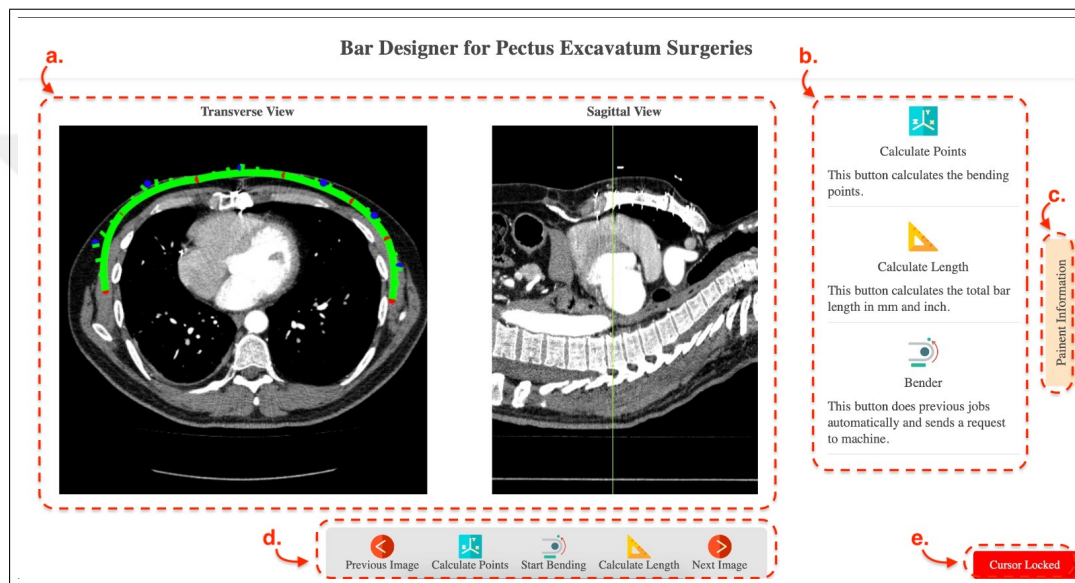 Bar Designer for Pectus Excavatum Surgeries
a.
Transverse View
Sagittal View
b.
Calculate Points
This button calculates the bending
points.
Calculate Length
This button calculates the total bar
length in mm and inch.
Bender
This button does previous jobs
automatically and sends a request
to machine.
c.
Painent Information
d.
Previous Image
Calculate Points
Start Bending
Calculate Length
Next Image
e.
Cursor Locked